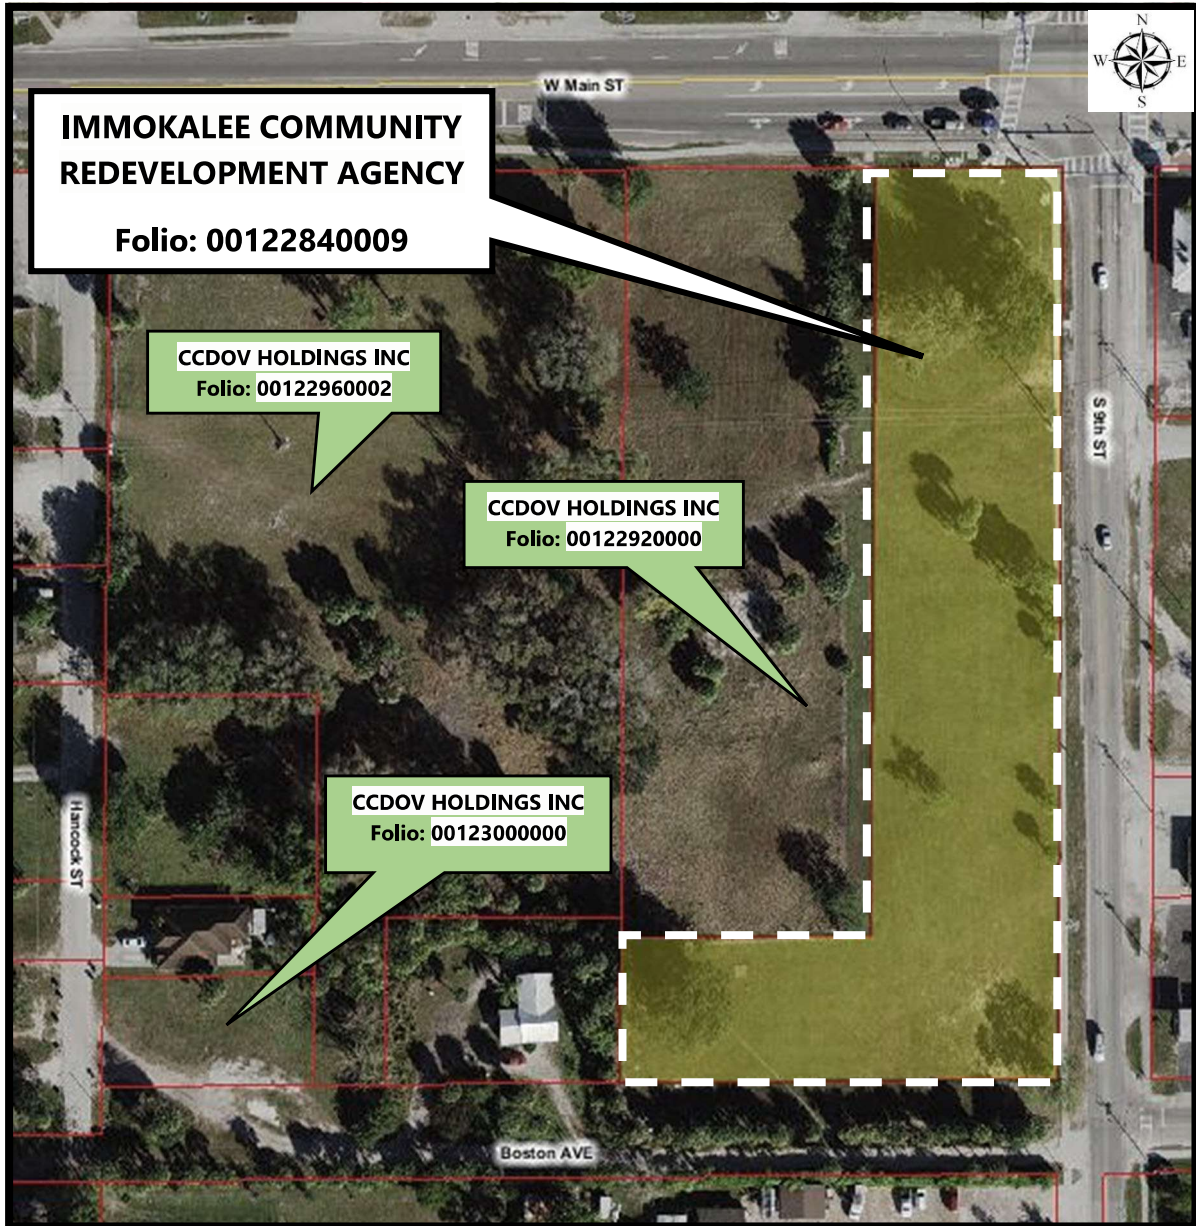 N
W E
S
W Main ST
IMMOKALEE COMMUNITY
REDEVELOPMENT AGENCY
Folio: 00122840009
CCDOV HOLDINGS INC
Folio: 00122960002
S 9th ST
CCDOV HOLDINGS INC
Folio: 00122920000
CCDOV HOLDINGS INC
Folio: 00123000000
Hancock ST
Boston AVE